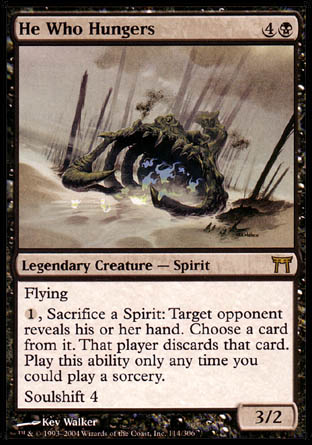 He Who Hungers 4
Legendary Creature — Spirit
Flying
1, Sacrifice a Spirit: Target opponent
reveals his or her hand. Choose a card
from it. That player discards that card.
Play this ability only any time you
could play a sorcery.
Soulshift 4
Kev Walker
™ & © 1993–2004 Wizards of the Coast, Inc. 114/306
3/2